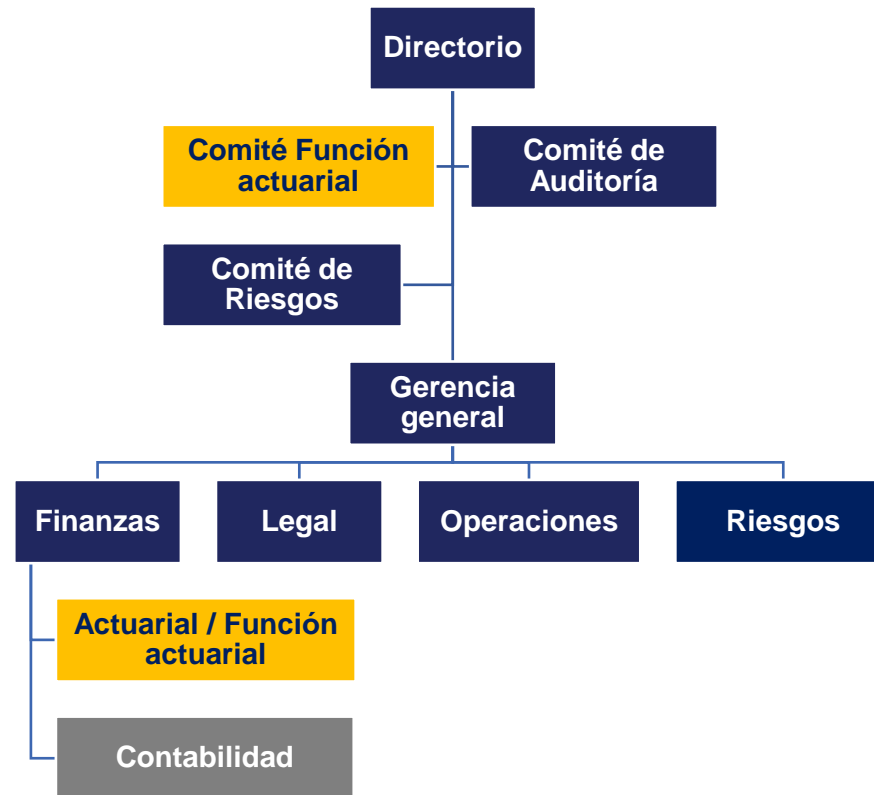 Directorio
Comité Función
actuarial
Comité de
Auditoría
Comité de
Riesgos
Gerencia
general
Finanzas
Legal
Operaciones
Riesgos
Actuarial / Función
actuarial
Contabilidad